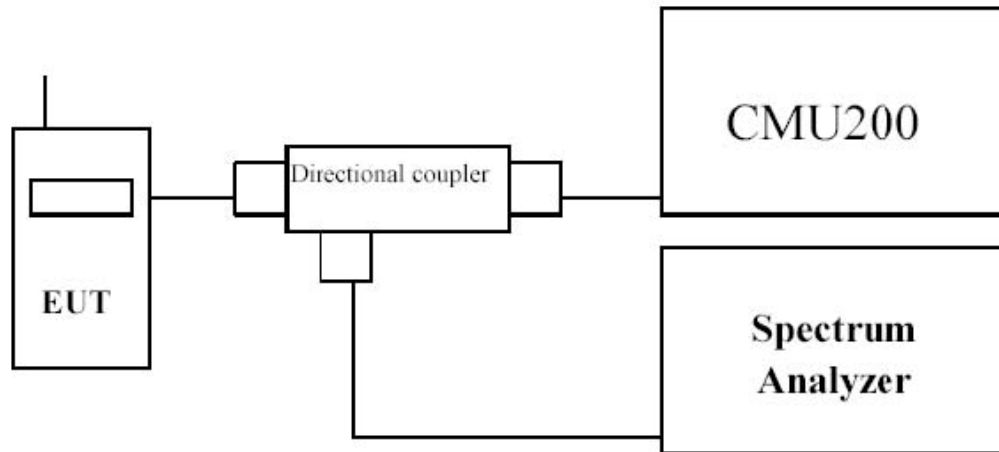 CMU200
Directional coupler
EUT
Spectrum
Analyzer